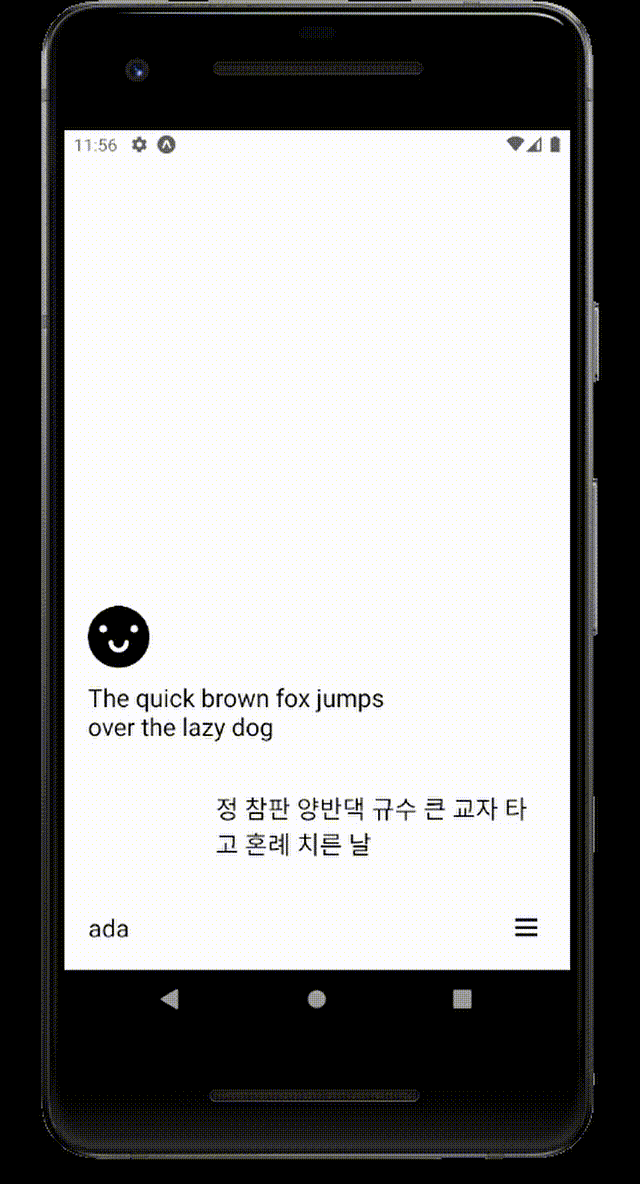 11:56
The quick brown fox jumps
over the lazy dog
정 참판 양반댁 규수 큰 교자 타
고 혼례 치른 날
ada